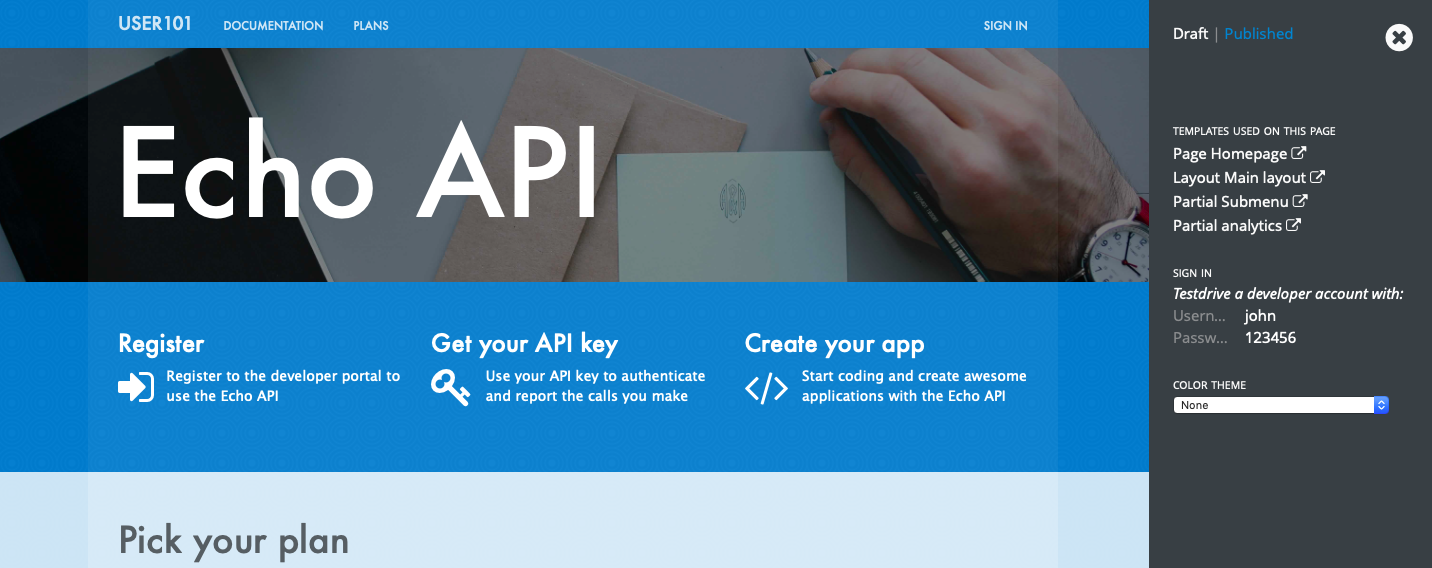 USER101 DOCUMENTATION PLANS SIGN IN
Echo API
Register
Register to the developer portal to
use the Echo API
Get your API key
Use your API key to authenticate
and report the calls you make
Create your app
Start coding and create awesome
applications with the Echo API
Pick your plan
Draft | Published
TEMPLATES USED ON THIS PAGE
Page Homepage
Layout Main layout
Partial Submenu
Partial analytics
SIGN IN
Testdrive a developer account with:
Usern... john
Passw... 123456
COLOR THEME
None